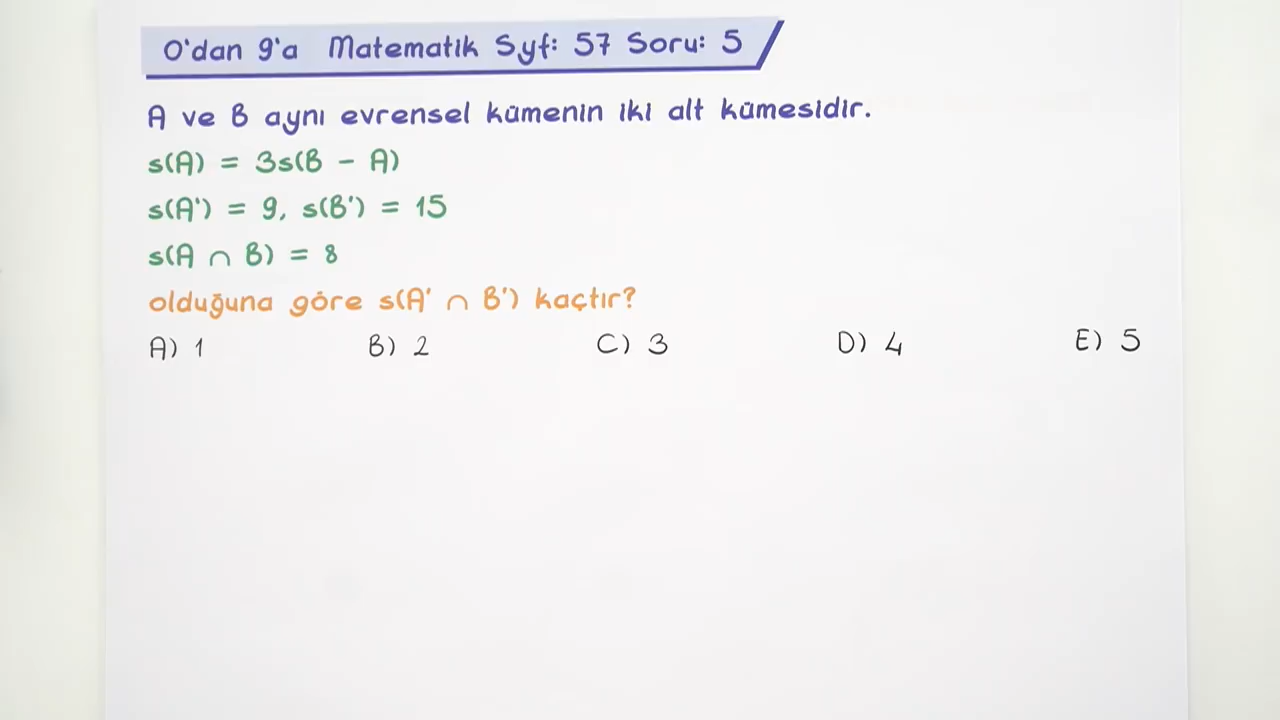 0'dan 9'a Matematik Syf: 57 Soru: 5
A ve B aynı evrensel kümenin iki alt kümesidir.
s(A) = 3s(B - A)
s(A') = 9, s(B') = 15
s(A ∩ B) = 8
olduğuna göre s(A' ∩ B') kaçtır?
A) 1 B) 2 C) 3 D) 4 E) 5